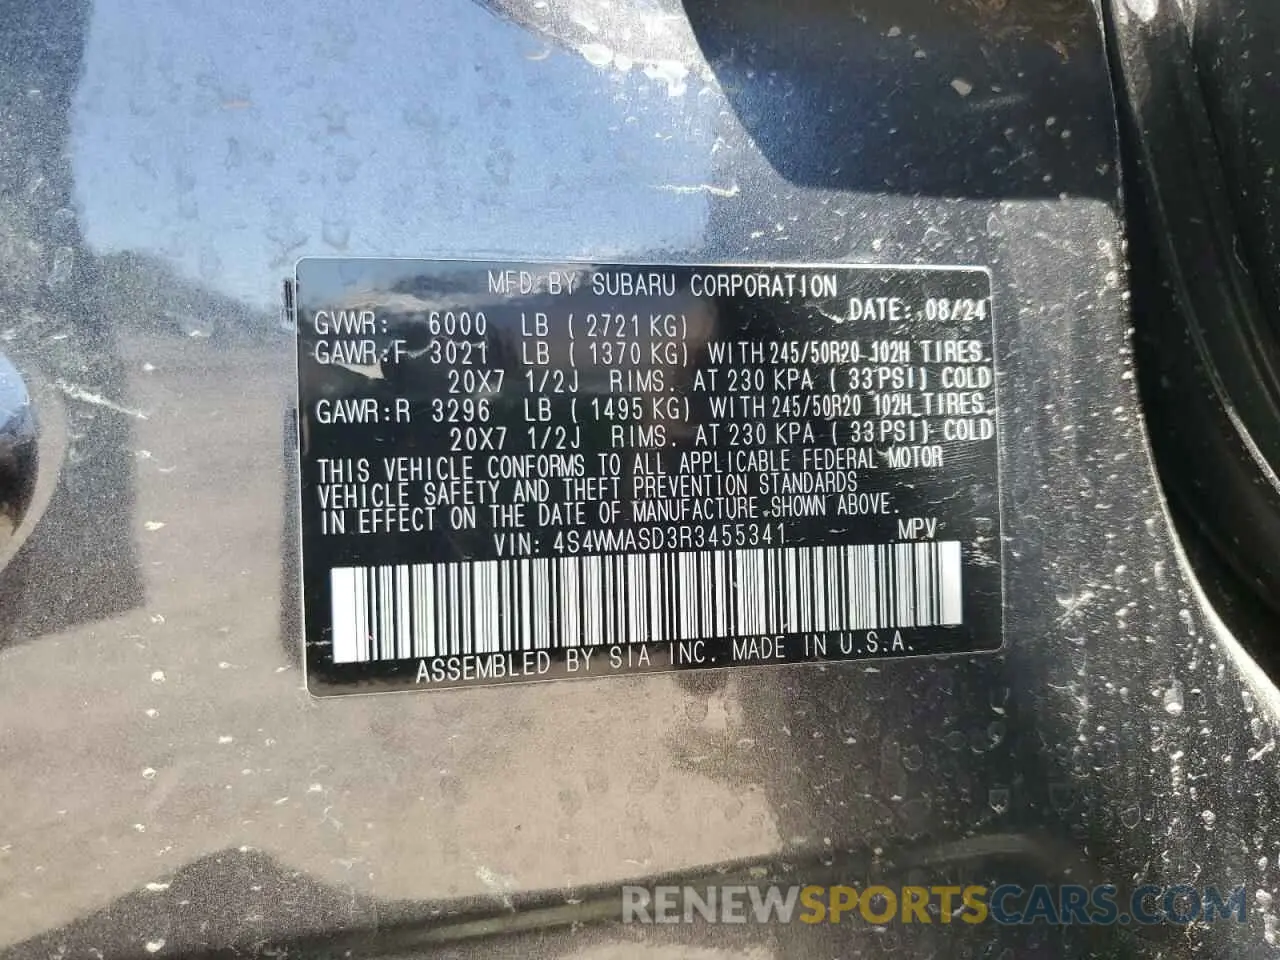 MFD. BY SUBARU CORPORATION
DATE: 08/24
GVWR: 6000 LB ( 2721 KG)
GAWR:F 3021 LB ( 1370 KG) WITH 245/50R20 102H TIRES.
20X7 1/2J RIMS. AT 230 KPA ( 33 PSI) COLD
GAWR:R 3296 LB ( 1495 KG) WITH 245/50R20 102H TIRES.
20X7 1/2J RIMS. AT 230 KPA ( 33 PSI) COLD
THIS VEHICLE CONFORMS TO ALL APPLICABLE FEDERAL MOTOR
VEHICLE SAFETY AND THEFT PREVENTION STANDARDS
IN EFFECT ON THE DATE OF MANUFACTURE SHOWN ABOVE.
VIN: 4S4WMASD3R3455341 MPV
ASSEMBLED BY SIA INC. MADE IN U.S.A.
RENEWSPORTSCARS.COM